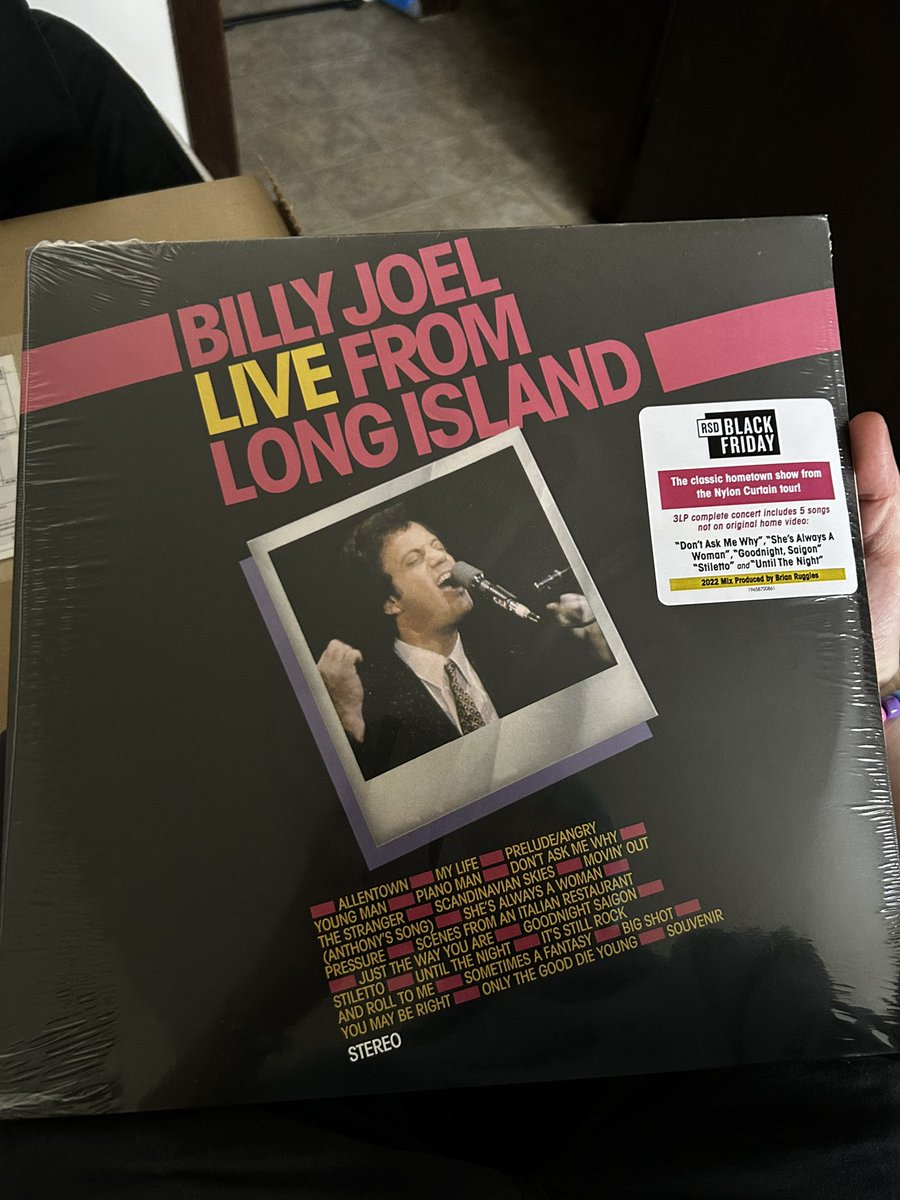 BILLY JOEL
LIVE FROM
LONG ISLAND
RSD BLACK
FRIDAY
The classic hometown show from
the Nylon Curtain tour!
3LP complete concert includes 5 songs
not on original home video:
"Don't Ask Me Why", "She's Always A
Woman", "Goodnight, Saigon"
"Stiletto" and "Until The Night"
2022 Mix Produced by Brian Ruggles
19658700861
ALLENTOWN MY LIFE PRELUDE/ANGRY
YOUNG MAN PIANO MAN DON'T ASK ME WHY
THE STRANGER SCANDINAVIAN SKIES MOVIN' OUT
(ANTHONY'S SONG) SHE'S ALWAYS A WOMAN
PRESSURE SCENES FROM AN ITALIAN RESTAURANT
JUST THE WAY YOU ARE GOODNIGHT SAIGON
STILETTO UNTIL THE NIGHT IT'S STILL ROCK
AND ROLL TO ME SOMETIMES A FANTASY BIG SHOT
YOU MAY BE RIGHT ONLY THE GOOD DIE YOUNG SOUVENIR
STEREO